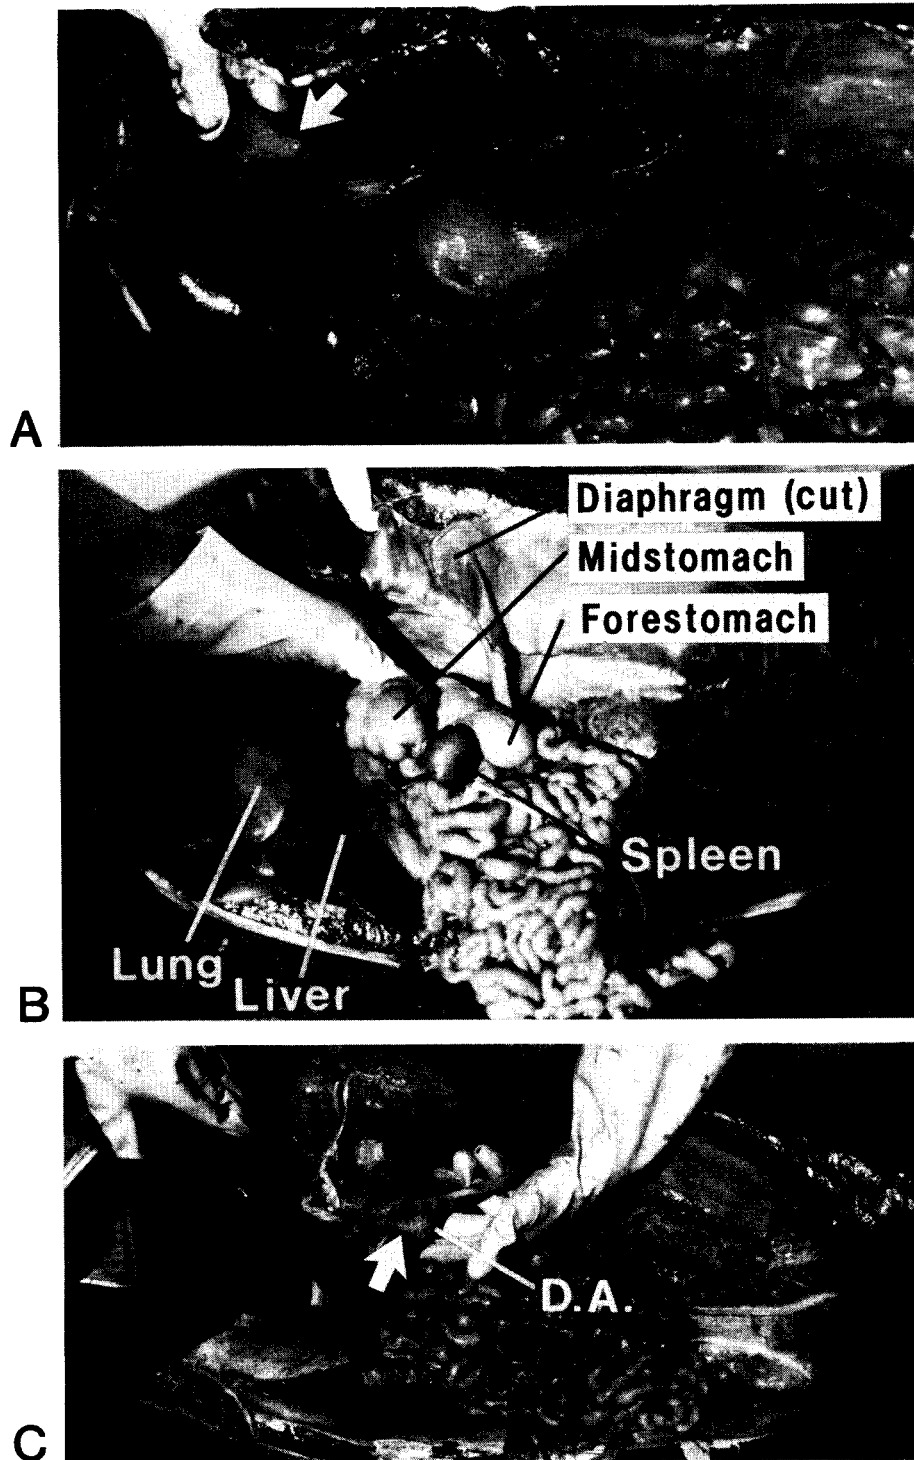 A
Diaphragm (cut)
Midstomach
Forestomach
Spleen
Lung
Liver
B
D.A.
C